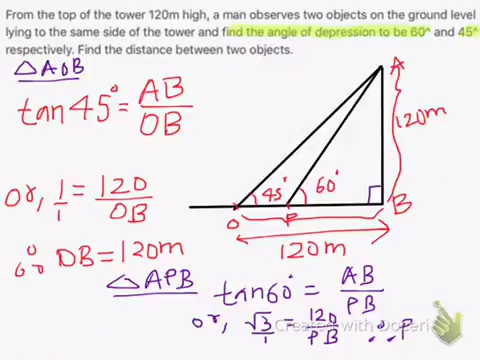 From the top of the tower 120m high, a man observes two objects on the ground level
lying to the same side of the tower and find the angle of depression to be 60^ and 45^
respectively. Find the distance between two objects.
△AOB
tan 45° = AB/OB
or, 1/1 = 120/OB
∴ OB = 120m
A
120m
45°
60°
O
P
B
120m
△APB
tan 60° = AB/PB
or, √3/1 = 120/PB
∴ P
Created with Doceri